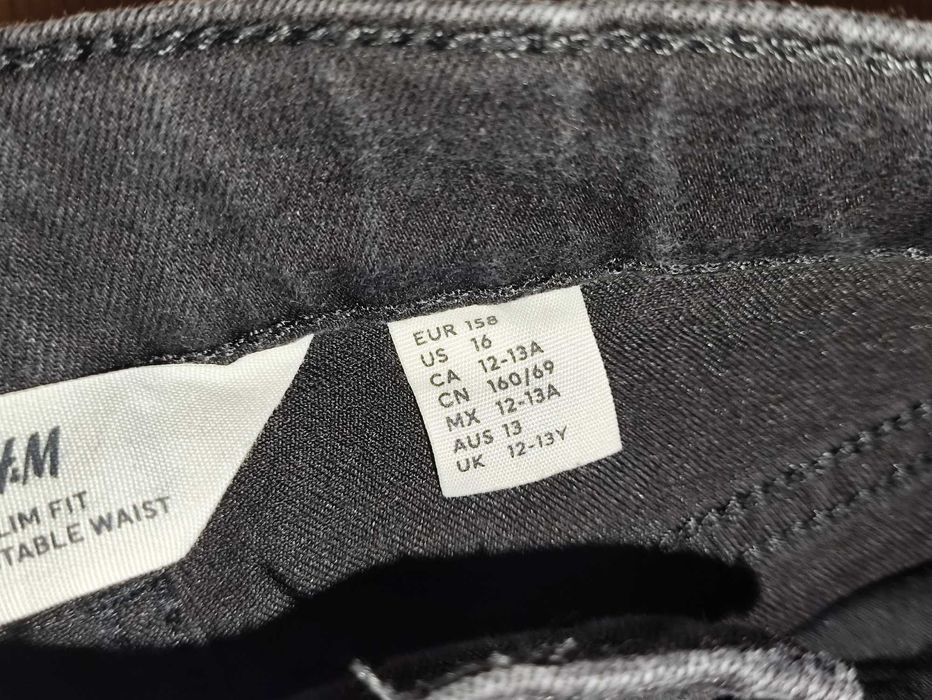 EUR 158
US 16
CA 12-13A
CN 160/69
MX 12-13A
AUS 13
UK 12-13Y
&M
LIM FIT
TABLE WAIST